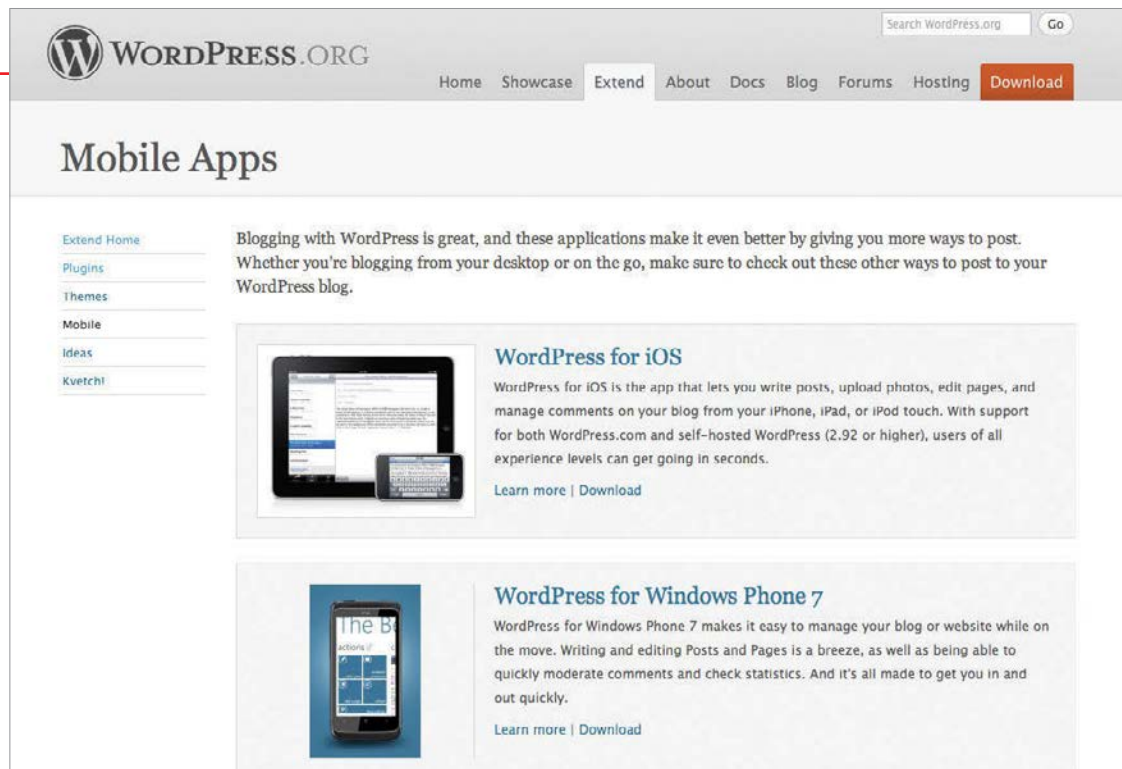 Search WordPress.org Go
WORDPRESS.ORG
Home Showcase Extend About Docs Blog Forums Hosting Download
Mobile Apps
Extend Home
Plugins
Themes
Mobile
Ideas
Kvetch!
Blogging with WordPress is great, and these applications make it even better by giving you more ways to post.
Whether you're blogging from your desktop or on the go, make sure to check out these other ways to post to your
WordPress blog.
WordPress for iOS
WordPress for iOS is the app that lets you write posts, upload photos, edit pages, and
manage comments on your blog from your iPhone, iPad, or iPod touch. With support
for both WordPress.com and self-hosted WordPress (2.92 or higher), users of all
experience levels can get going in seconds.
Learn more | Download
The Be
actions
WordPress for Windows Phone 7
WordPress for Windows Phone 7 makes it easy to manage your blog or website while on
the move. Writing and editing Posts and Pages is a breeze, as well as being able to
quickly moderate comments and check statistics. And it's all made to get you in and
out quickly.
Learn more | Download